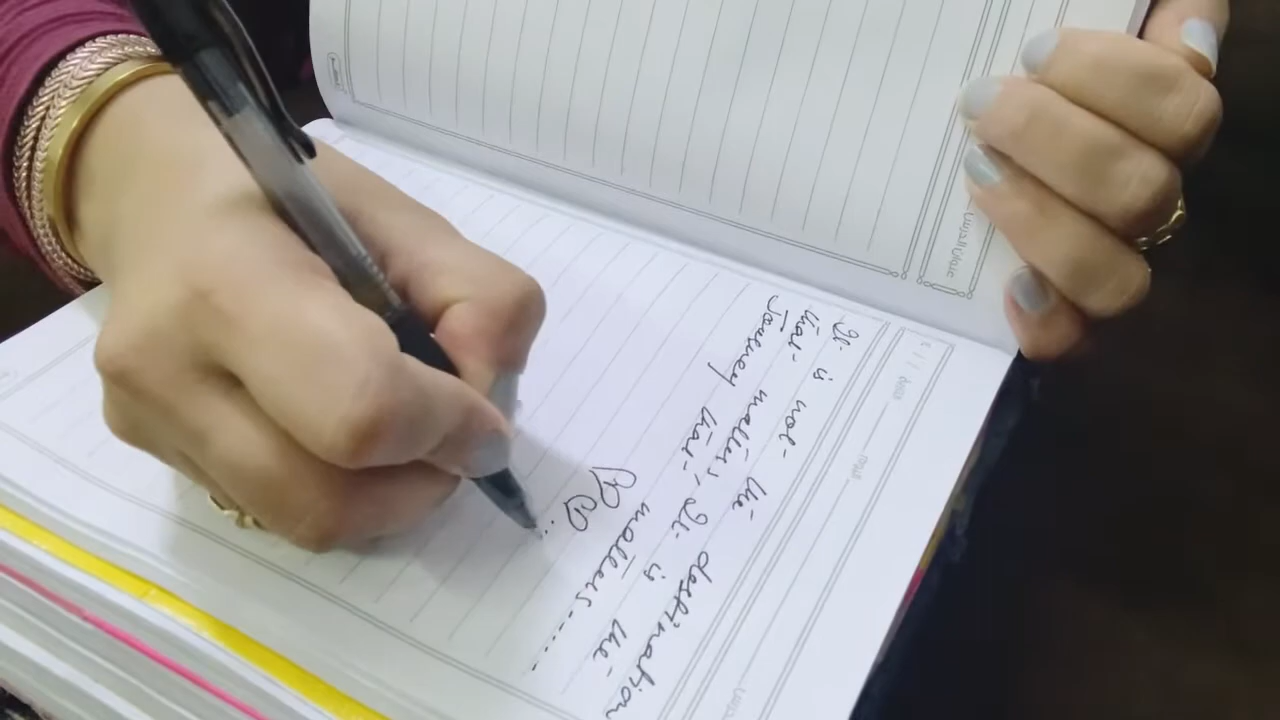 It is not the destination
that matters, It is the
Journey that matters.....